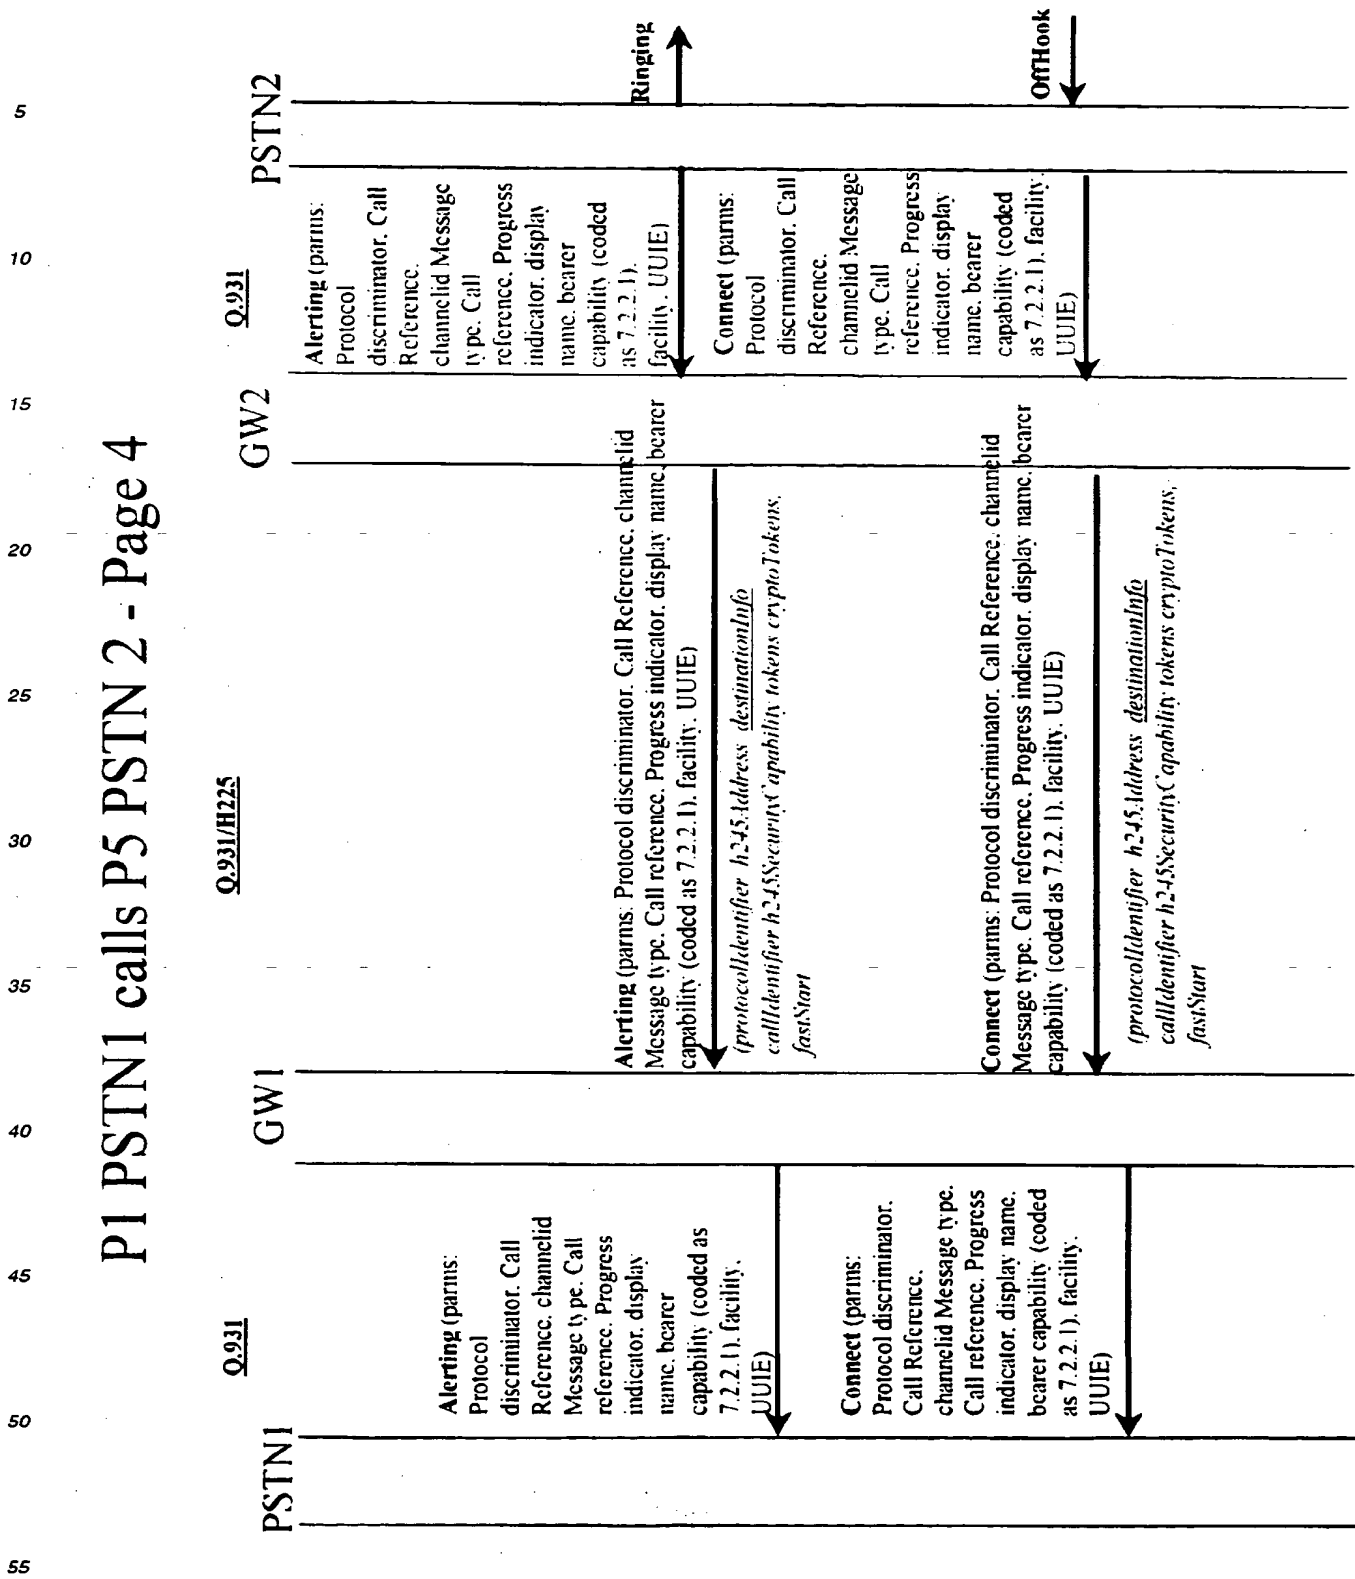 P1 PSTN1 calls P5 PSTN 2 - Page 4
Q.931
Q.931/H225
Q.931
PSTN1
GW1
GW2
PSTN2
Alerting (parms:
Protocol
discriminator. Call
Reference. channelid
Message type. Call
reference. Progress
indicator. display
name. bearer
capability (coded as
7.2.2.1). facility.
UUIE)
Connect (parms:
Protocol discriminator.
Call Reference.
channelid Message type.
Call reference. Progress
indicator. display name.
bearer capability (coded
as 7.2.2.1). facility.
UUIE)
Alerting (parms: Protocol discriminator. Call Reference. channelid
Message type. Call reference. Progress indicator. display name. bearer
capability (coded as 7.2.2.1). facility. UUIE)
(protocolIdentifier h245Address destinationInfo
callIdentifier h245SecurityCapability tokens cryptoTokens,
fastStart
Connect (parms: Protocol discriminator. Call Reference. channelid
Message type. Call reference. Progress indicator. display name. bearer
capability (coded as 7.2.2.1). facility. UUIE)
(protocolIdentifier h245Address destinationInfo
callIdentifier h245SecurityCapability tokens cryptoTokens,
fastStart
Alerting (parms:
Protocol
discriminator. Call
Reference.
channelid Message
type. Call
reference. Progress
indicator. display
name. bearer
capability (coded
as 7.2.2.1).
facility. UUIE)
Connect (parms:
Protocol
discriminator. Call
Reference.
channelid Message
type. Call
reference. Progress
indicator. display
name. bearer
capability (coded
as 7.2.2.1). facility.
UUIE)
Ringing
OffHook
5
10
15
20
25
30
35
40
45
50
55